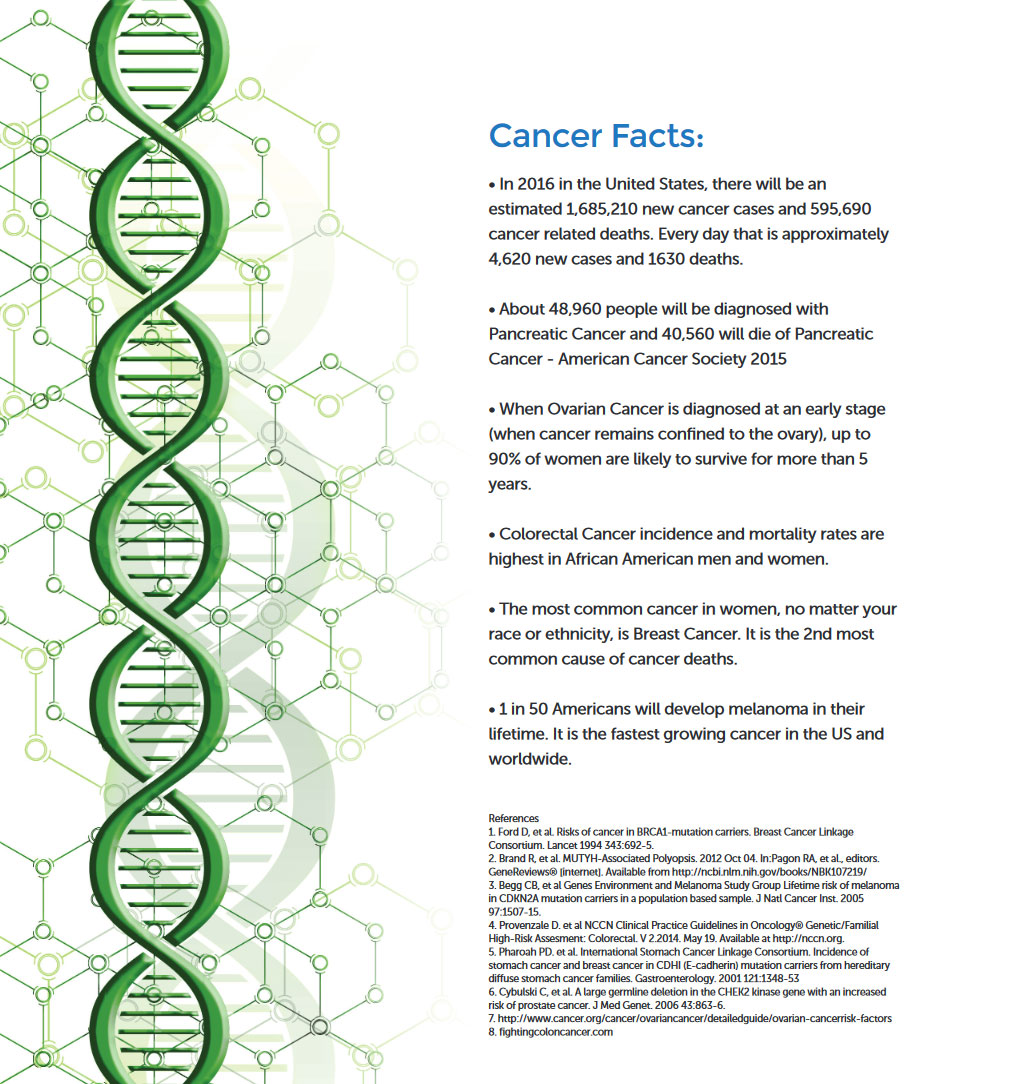 Cancer Facts:
• In 2016 in the United States, there will be an
estimated 1,685,210 new cancer cases and 595,690
cancer related deaths. Every day that is approximately
4,620 new cases and 1630 deaths.
• About 48,960 people will be diagnosed with
Pancreatic Cancer and 40,560 will die of Pancreatic
Cancer - American Cancer Society 2015
• When Ovarian Cancer is diagnosed at an early stage
(when cancer remains confined to the ovary), up to
90% of women are likely to survive for more than 5
years.
• Colorectal Cancer incidence and mortality rates are
highest in African American men and women.
• The most common cancer in women, no matter your
race or ethnicity, is Breast Cancer. It is the 2nd most
common cause of cancer deaths.
• 1 in 50 Americans will develop melanoma in their
lifetime. It is the fastest growing cancer in the US and
worldwide.
References
1. Ford D, et al. Risks of cancer in BRCA1-mutation carriers. Breast Cancer Linkage
Consortium. Lancet 1994 343:692-5.
2. Brand R, et al. MUTYH-Associated Polyopsis. 2012 Oct 04. In:Pagon RA, et al., editors.
GeneReviews® [internet]. Available from http://ncbi.nlm.nih.gov/books/NBK107219/
3. Begg CB, et al Genes Environment and Melanoma Study Group Lifetime risk of melanoma
in CDKN2A mutation carriers in a population based sample. J Natl Cancer Inst. 2005
97:1507-15.
4. Provenzale D. et al NCCN Clinical Practice Guidelines in Oncology® Genetic/Familial
High-Risk Assesment: Colorectal. V 2.2014. May 19. Available at http://nccn.org.
5. Pharoah PD. et al. International Stomach Cancer Linkage Consortium. Incidence of
stomach cancer and breast cancer in CDHI (E-cadherin) mutation carriers from hereditary
diffuse stomach cancer families. Gastroenterology. 2001 121:1348-53
6. Cybulski C, et al. A large germline deletion in the CHEK2 kinase gene with an increased
risk of prostate cancer. J Med Genet. 2006 43:863-6.
7. http://www.cancer.org/cancer/ovariancancer/detailedguide/ovarian-cancerrisk-factors
8. fightingcoloncancer.com